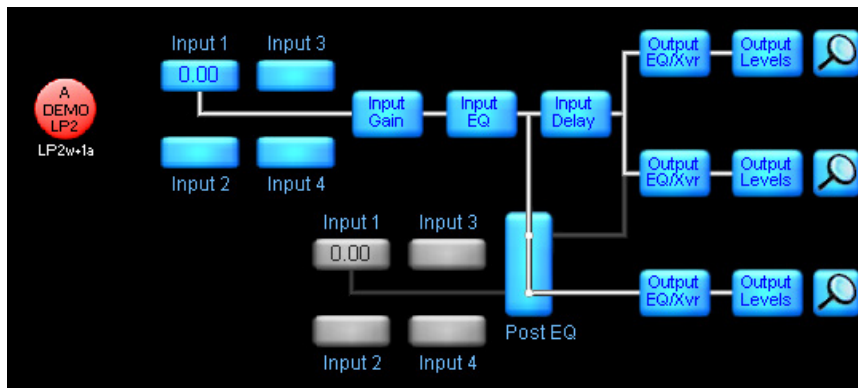 Input 1
Input 3
0.00
A
DEMO
LP2
LP2w+1a
Input 2
Input 4
Input
Gain
Input
EQ
Input
Delay
Output
EQ/Xvr
Output
Levels
Output
EQ/Xvr
Output
Levels
Input 1
Input 3
0.00
Input 2
Input 4
Post EQ
Output
EQ/Xvr
Output
Levels